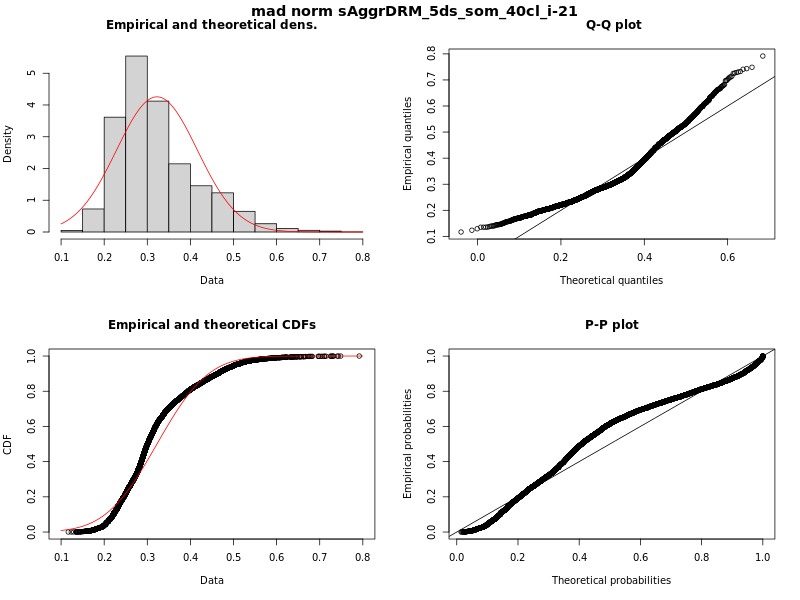 mad norm sAggrDRM_5ds_som_40cl_i-21
Empirical and theoretical dens.
Density
0 1 2 3 4 5
0.1 0.2 0.3 0.4 0.5 0.6 0.7 0.8
Data
Q-Q plot
Empirical quantiles
0.1 0.2 0.3 0.4 0.5 0.6 0.7 0.8
0.0 0.2 0.4 0.6
Theoretical quantiles
Empirical and theoretical CDFs
CDF
0.0 0.2 0.4 0.6 0.8 1.0
0.1 0.2 0.3 0.4 0.5 0.6 0.7 0.8
Data
P-P plot
Empirical probabilities
0.0 0.2 0.4 0.6 0.8 1.0
0.0 0.2 0.4 0.6 0.8 1.0
Theoretical probabilities